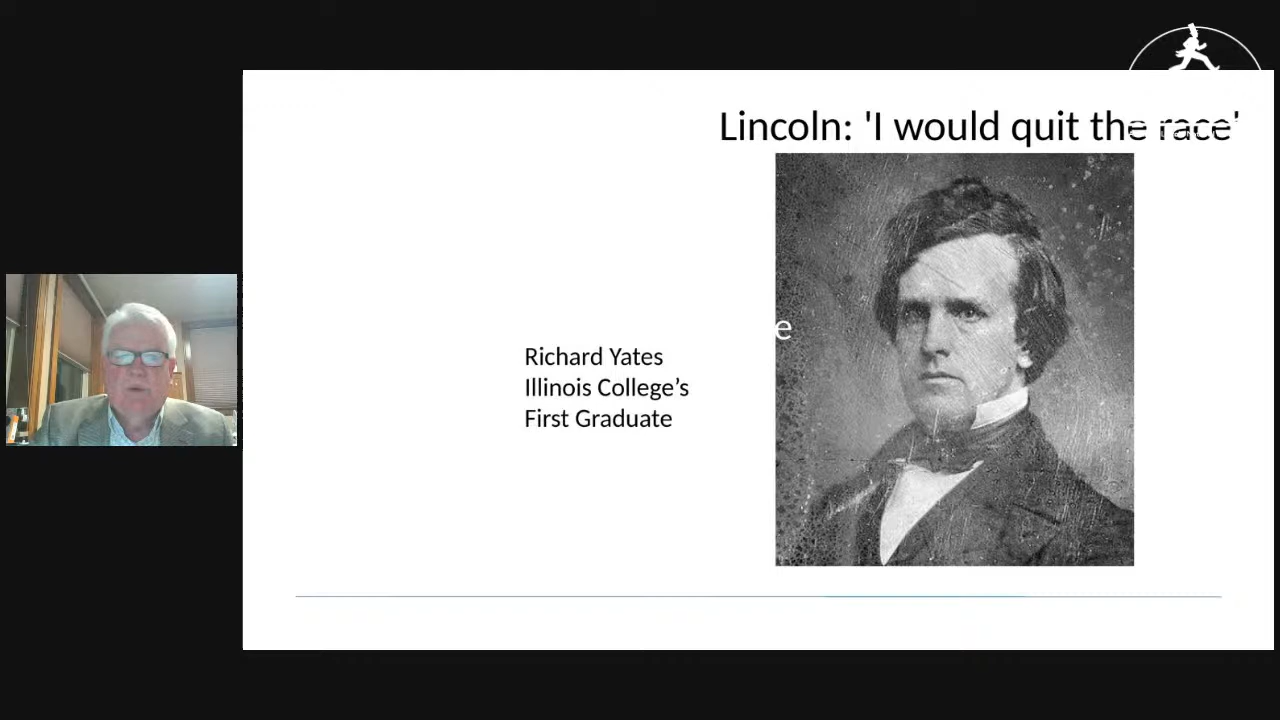 Lincoln: 'I would quit the race'
e
Richard Yates
Illinois College’s
First Graduate